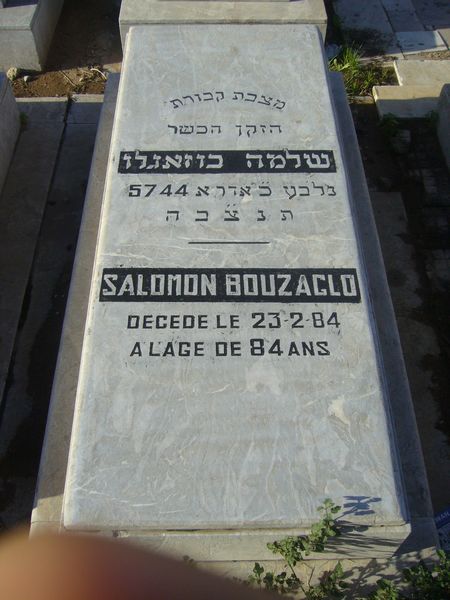 מצבת קבורת
הזקן הכשר
שלמה בוזאגלו
נלבע כ׳אדר א 5744
ת נ צ ב ה
SALOMON BOUZAGLO
DECEDE LE 23-2-84
A LAGE DE 84 ANS